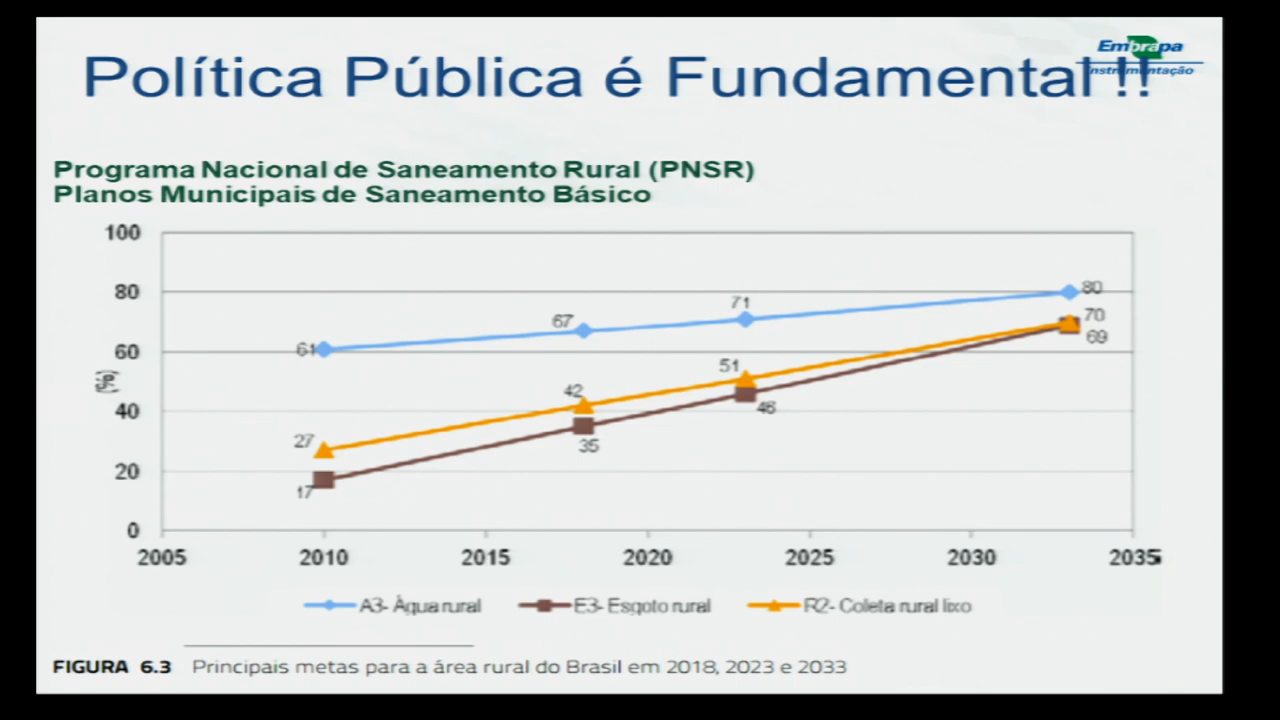 Embrapa
Instrumentação
Política Pública é Fundamental !!
Programa Nacional de Saneamento Rural (PNSR)
Planos Municipais de Saneamento Básico
100
80
60
40
20
0
(%)
61
67
71
80
27
42
51
70
17
35
46
69
2005 2010 2015 2020 2025 2030 2035
A3- Àgua rural E3- Esgoto rural R2- Coleta rural lixo
FIGURA 6.3 Principais metas para a área rural do Brasil em 2018, 2023 e 2033